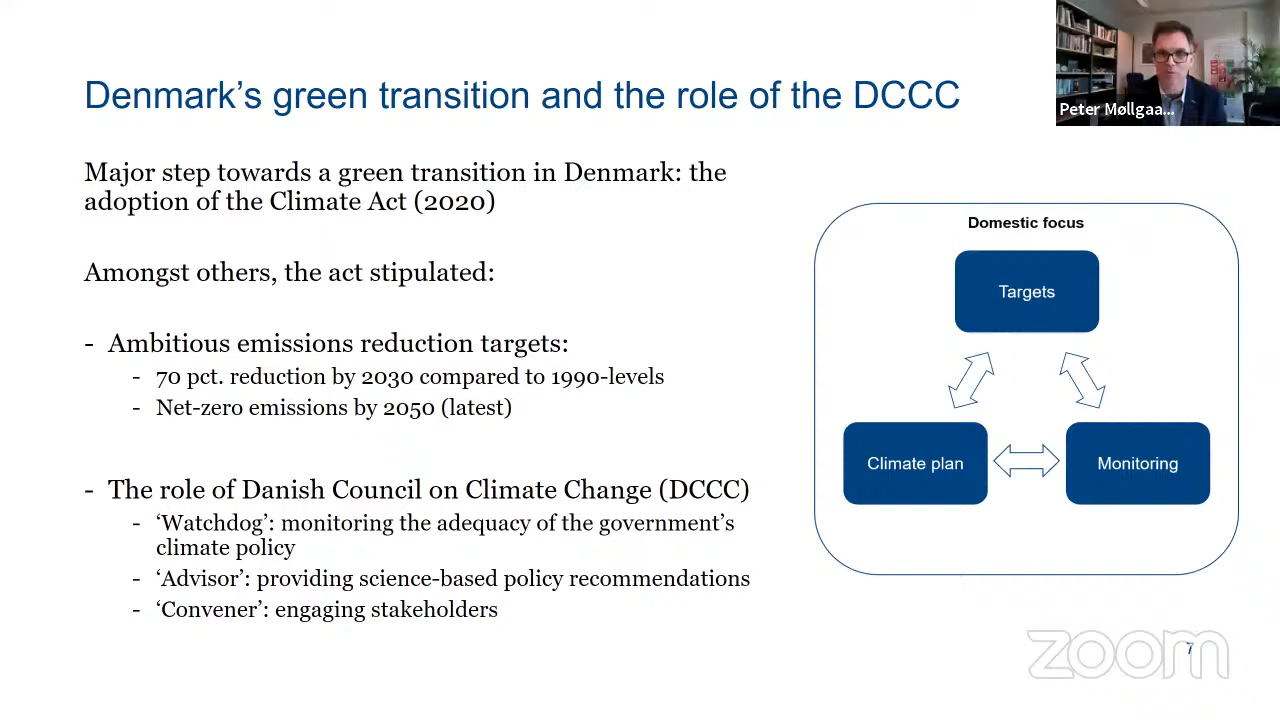 Denmark’s green transition and the role of the DCCC
Peter Møllgaa...
Major step towards a green transition in Denmark: the
adoption of the Climate Act (2020)
Amongst others, the act stipulated:
- Ambitious emissions reduction targets:
- 70 pct. reduction by 2030 compared to 1990-levels
- Net-zero emissions by 2050 (latest)
- The role of Danish Council on Climate Change (DCCC)
- ‘Watchdog’: monitoring the adequacy of the government’s
climate policy
- ‘Advisor’: providing science-based policy recommendations
- ‘Convener’: engaging stakeholders
Domestic focus
Targets
Climate plan
Monitoring
zoom
7